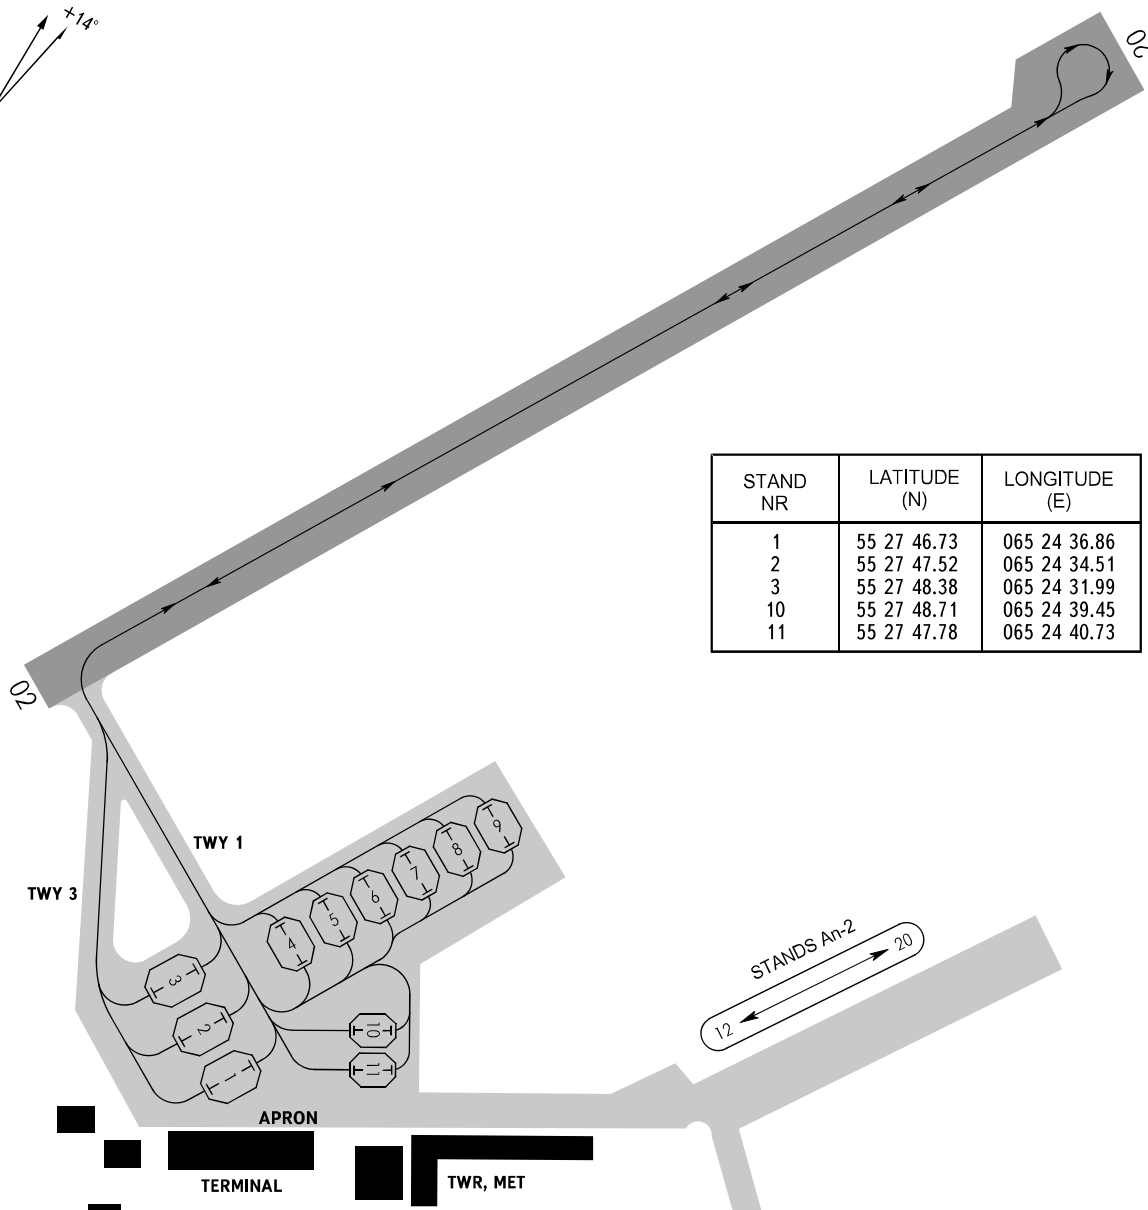 +14°
20
STAND NR LATITUDE (N) LONGITUDE (E)
1 55 27 46.73 065 24 36.86
2 55 27 47.52 065 24 34.51
3 55 27 48.38 065 24 31.99
10 55 27 48.71 065 24 39.45
11 55 27 47.78 065 24 40.73
02
TWY 1
TWY 3
9
8
7
6
5
4
3
2
1
10
11
STANDS An-2
12
20
APRON
TERMINAL
TWR, MET